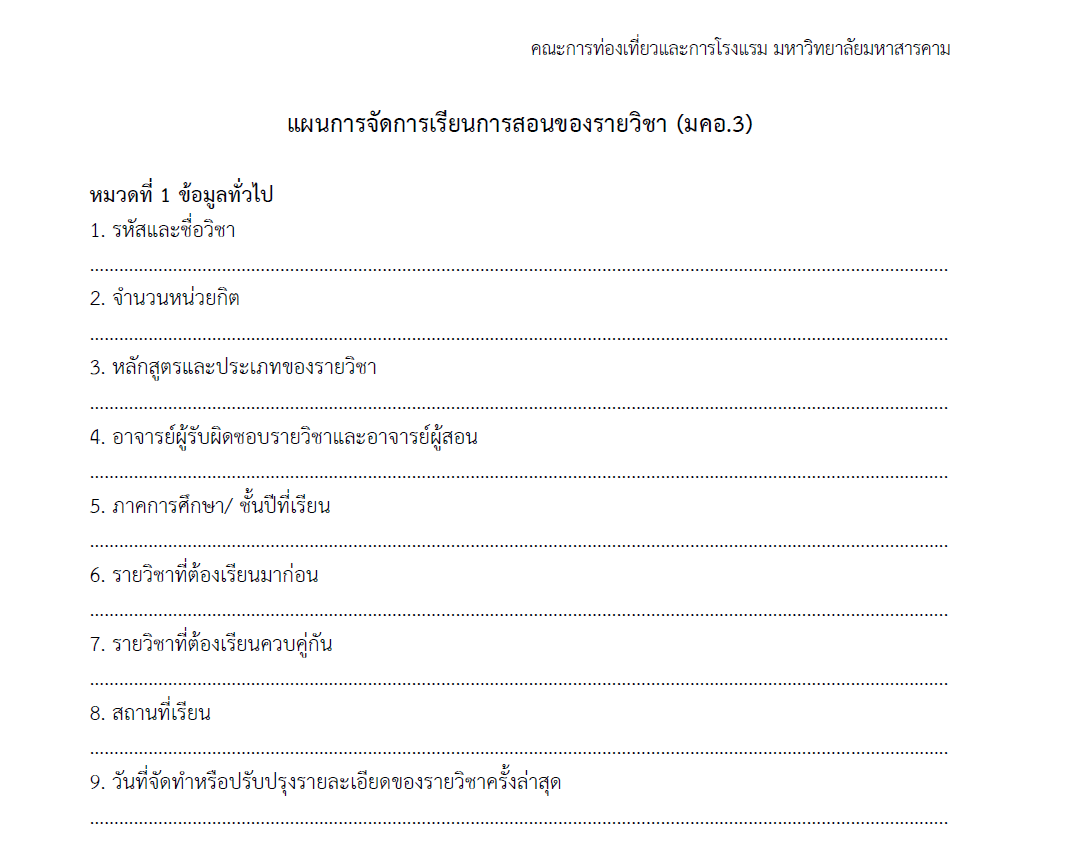 คณะการท่องเที่ยวและการโรงแรม มหาวิทยาลัยมหาสารคาม
แผนการจัดการเรียนการสอนของรายวิชา (มคอ.3)
หมวดที่ 1 ข้อมูลทั่วไป
1. รหัสและชื่อวิชา
2. จำนวนหน่วยกิต
3. หลักสูตรและประเภทของรายวิชา
4. อาจารย์ผู้รับผิดชอบรายวิชาและอาจารย์ผู้สอน
5. ภาคการศึกษา/ ชั้นปีที่เรียน
6. รายวิชาที่ต้องเรียนมาก่อน
7. รายวิชาที่ต้องเรียนควบคู่กัน
8. สถานที่เรียน
9. วันที่จัดทำหรือปรับปรุงรายละเอียดของรายวิชาครั้งล่าสุด